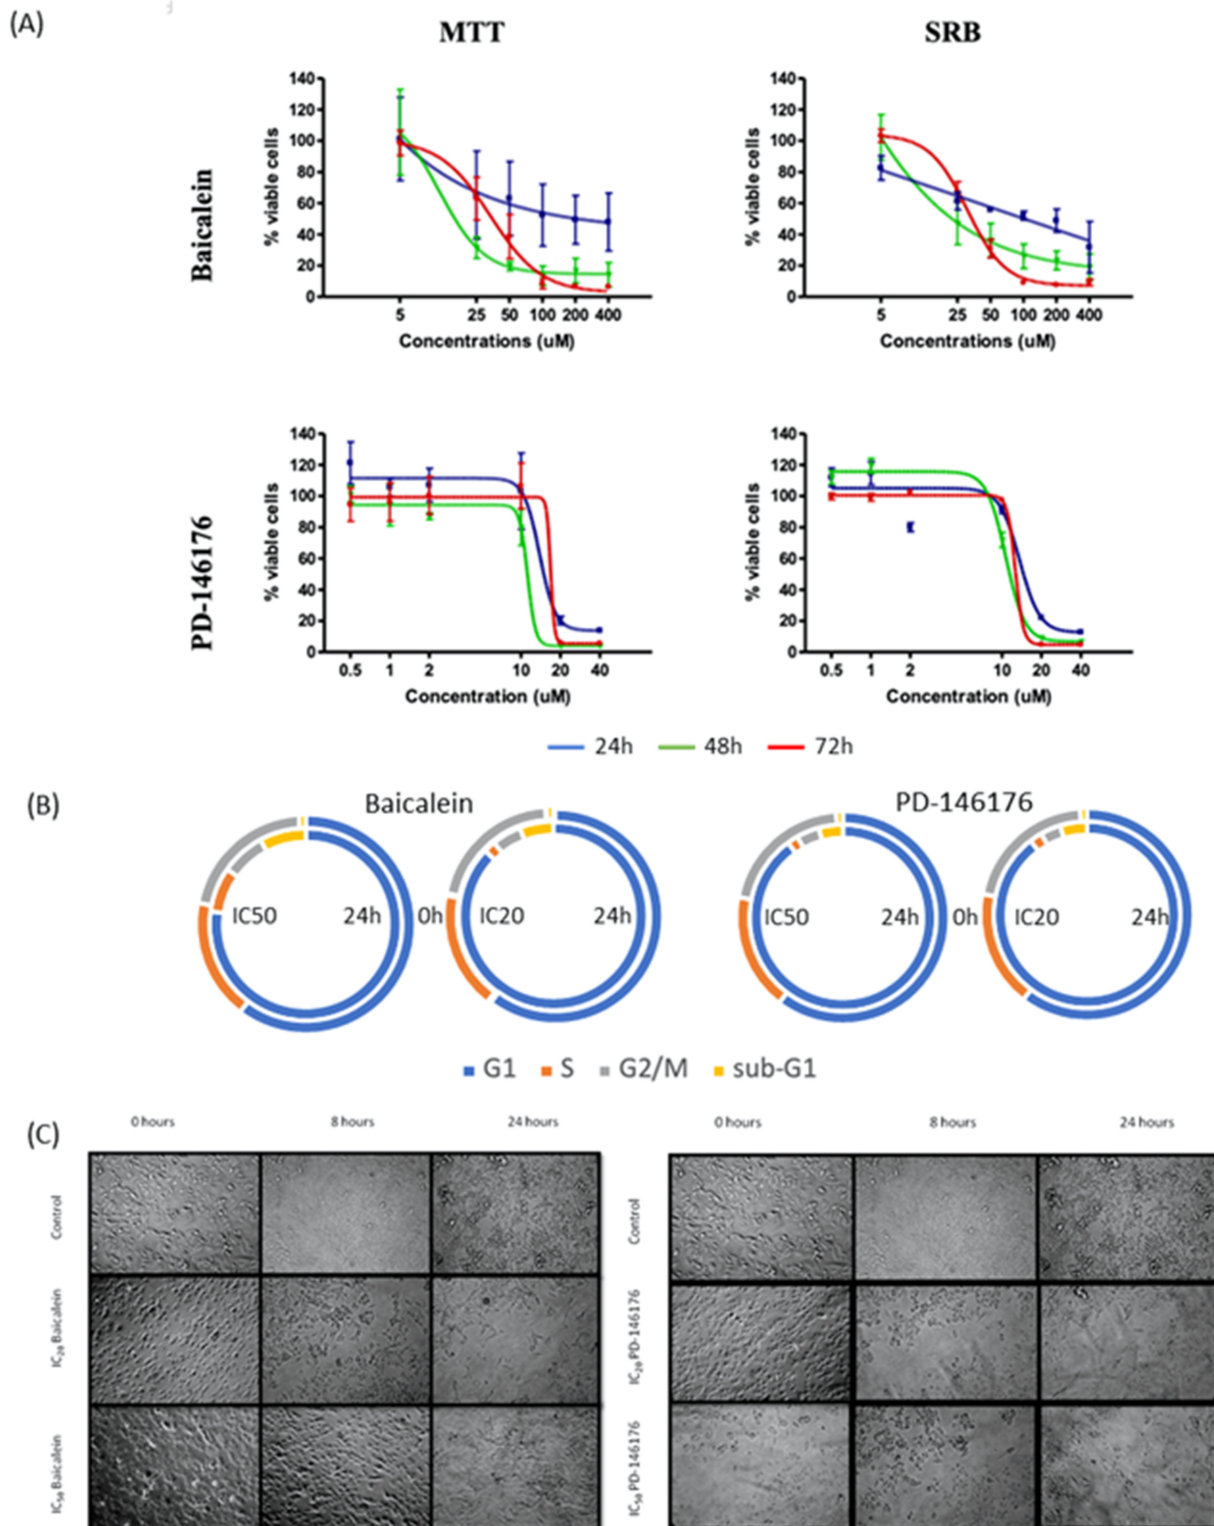 (A)
MTT
SRB
Baicalein
% viable cells
140
120
100
80
60
40
20
0
5
25
50
100
200
400
Concentrations (uM)
% viable cells
140
120
100
80
60
40
20
0
5
25
50
100
200
400
Concentrations (uM)
PD-146176
% viable cells
140
120
100
80
60
40
20
0
0.5
1
2
10
20
40
Concentration (uM)
% viable cells
140
120
100
80
60
40
20
0
0.5
1
2
10
20
40
Concentration (uM)
24h 48h 72h
(B)
Baicalein
PD-146176
IC50 24h 0h IC20 24h
IC50 24h 0h IC20 24h
G1 S G2/M sub-G1
(C)
0 hours 8 hours 24 hours
0 hours 8 hours 24 hours
Control
IC20 Baicalein
IC50 Baicalein
Control
IC20 PD-146176
IC50 PD-146176